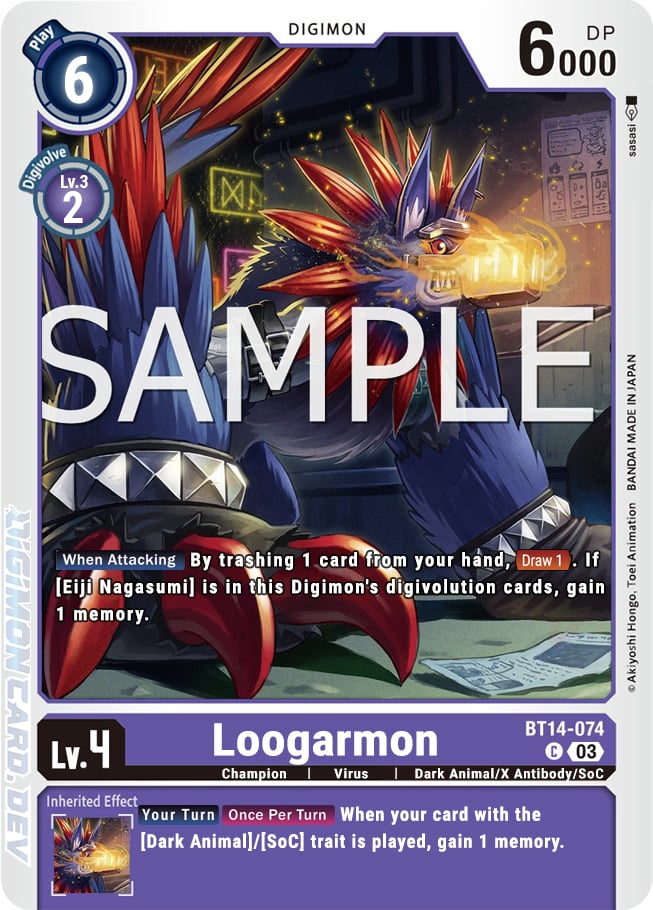 DIGIMON
Play
6
6000
DP
Digivolve
Lv.3
2
sasasi
SAMPLE
When Attacking By trashing 1 card from your hand, Draw 1. If
[Eiji Nagasumi] is in this Digimon's digivolution cards, gain
1 memory.
© Akiyoshi Hongo, Toei Animation BANDAI MADE IN JAPAN
DIGIMON CARD.DEV
Lv.4
Loogarmon
BT14-074
C 03
Champion | Virus | Dark Animal/X Antibody/SoC
Inherited Effect
Your Turn Once Per Turn When your card with the
[Dark Animal]/[SoC] trait is played, gain 1 memory.